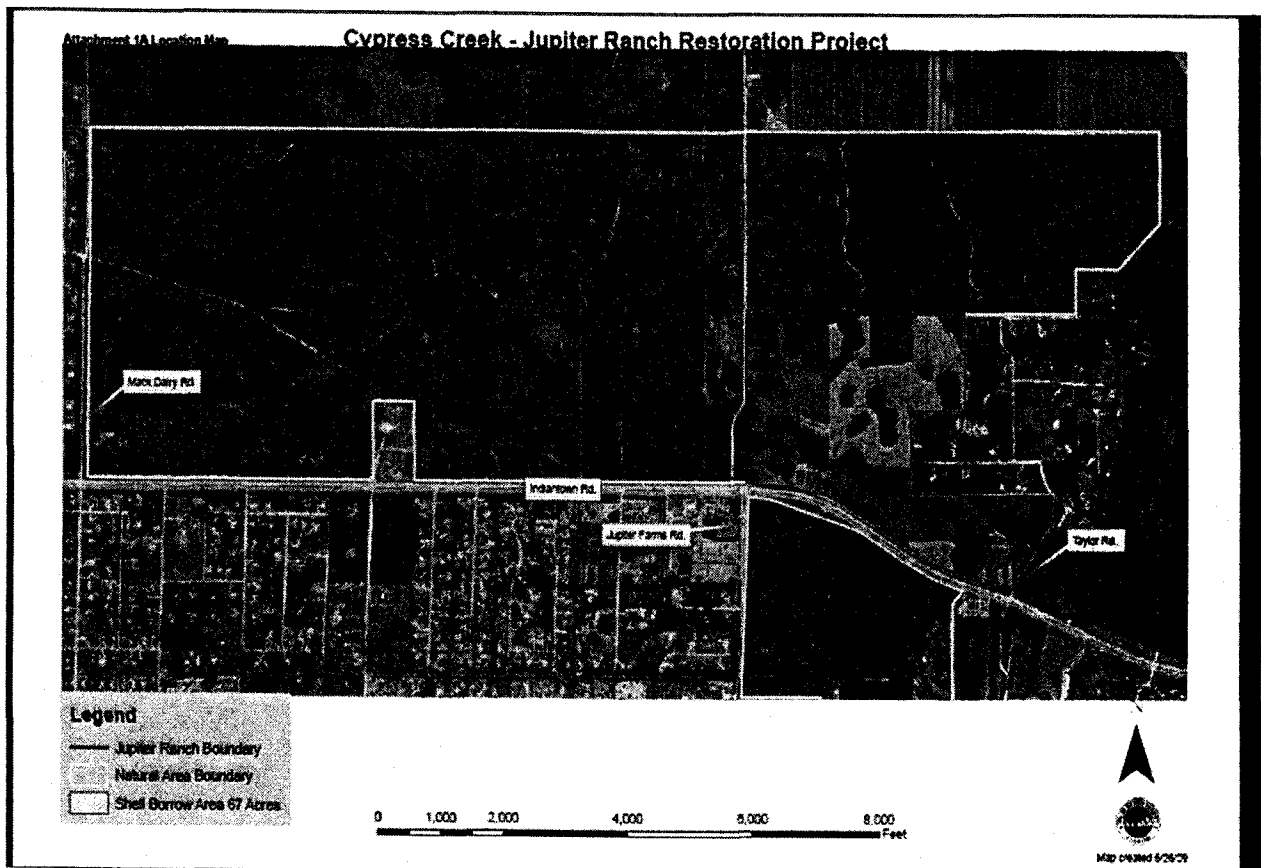 Attachment 1A Location Map
Cypress Creek - Jupiter Ranch Restoration Project
Mack Dairy Rd.
Indiantown Rd.
Jupiter Farms Rd.
Taylor Rd.
Legend
Jupiter Ranch Boundary
Natural Area Boundary
Shell Borrow Area 67 Acres
0 1,000 2,000 4,000 6,000 8,000
Feet
Map created